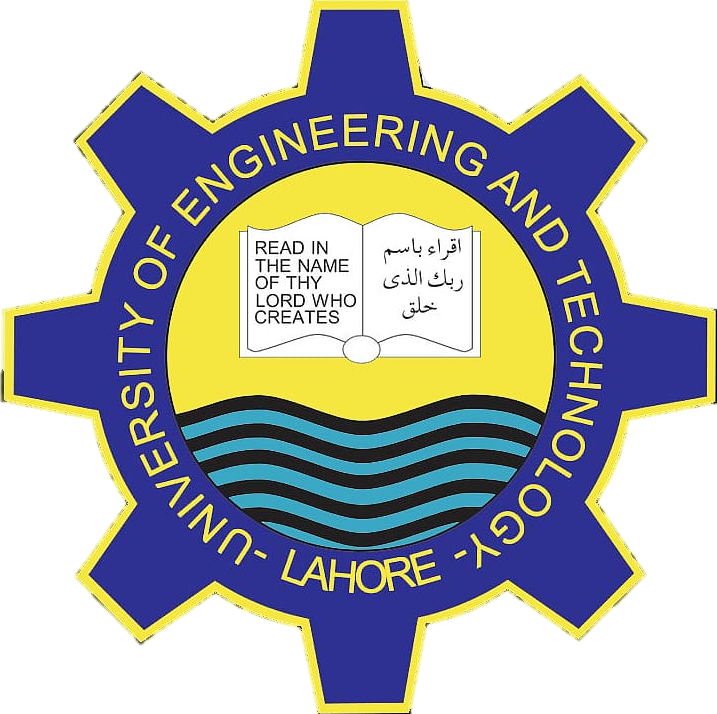 UNIVERSITY OF ENGINEERING AND TECHNOLOGY
- LAHORE -
READ IN
THE NAME
OF THY
LORD WHO
CREATES
اقراء باسم
ربك الذى
خلق